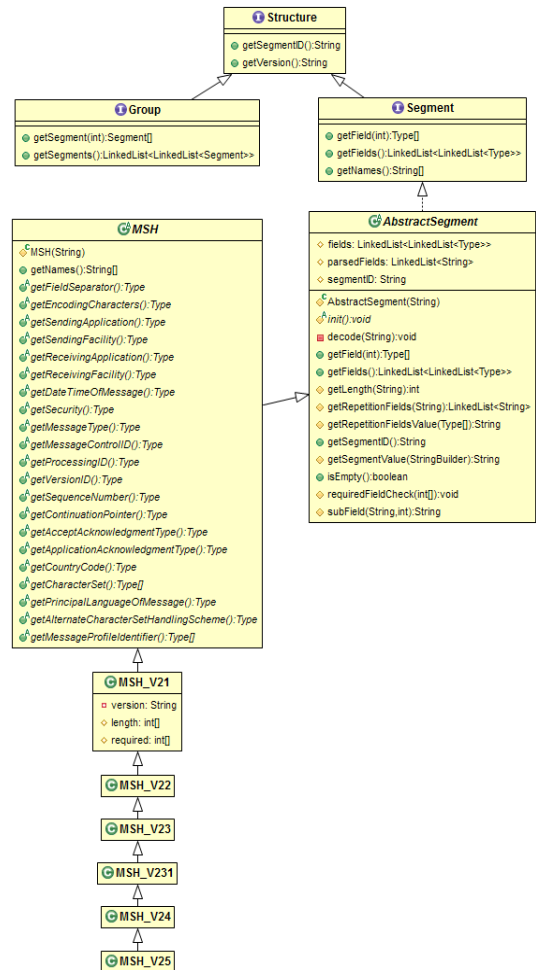 Structure
getSegmentID():String
getVersion():String
Group
getSegment(int):Segment[]
getSegments():LinkedList<LinkedList<Segment>>
Segment
getField(int):Type[]
getFields():LinkedList<LinkedList<Type>>
getNames():String[]
MSH
MSH(String)
getNames():String[]
getFieldSeparator():Type
getEncodingCharacters():Type
getSendingApplication():Type
getSendingFacility():Type
getReceivingApplication():Type
getReceivingFacility():Type
getDateTimeOfMessage():Type
getSecurity():Type
getMessageType():Type
getMessageControlID():Type
getProcessingID():Type
getVersionID():Type
getSequenceNumber():Type
getContinuationPointer():Type
getAcceptAcknowledgmentType():Type
getApplicationAcknowledgmentType():Type
getCountryCode():Type
getCharacterSet():Type[]
getPrincipalLanguageOfMessage():Type
getAlternateCharacterSetHandlingScheme():Type
getMessageProfileIdentifier():Type[]
AbstractSegment
fields: LinkedList<LinkedList<Type>>
parsedFields: LinkedList<String>
segmentID: String
AbstractSegment(String)
init():void
decode(String):void
getField(int):Type[]
getFields():LinkedList<LinkedList<Type>>
getLength(String):int
getRepetitionFields(String):LinkedList<String>
getRepetitionFieldsValue(Type[]):String
getSegmentID():String
getSegmentValue(StringBuilder):String
isEmpty():boolean
requiredFieldCheck(int[]):void
subField(String,int):String
MSH_V21
version: String
length: int[]
required: int[]
MSH_V22
MSH_V23
MSH_V231
MSH_V24
MSH_V25